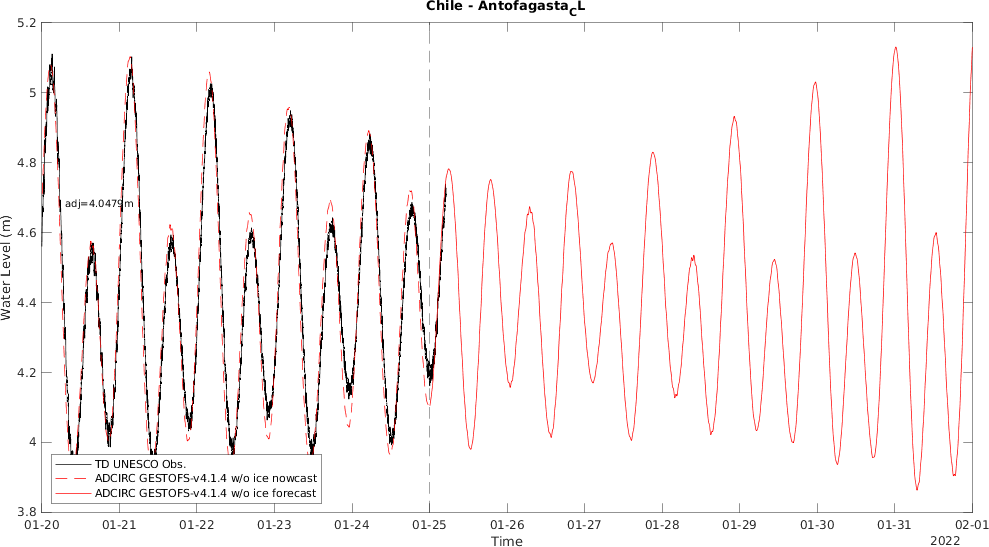 Chile - Antofagasta_CL
5.2
5
4.8
4.6
4.4
4.2
4
3.8
Water Level (m)
adj=4.0479m
TD UNESCO Obs.
ADCIRC GESTOFS-v4.1.4 w/o ice nowcast
ADCIRC GESTOFS-v4.1.4 w/o ice forecast
01-20 01-21 01-22 01-23 01-24 01-25 01-26 01-27 01-28 01-29 01-30 01-31 02-01
Time
2022